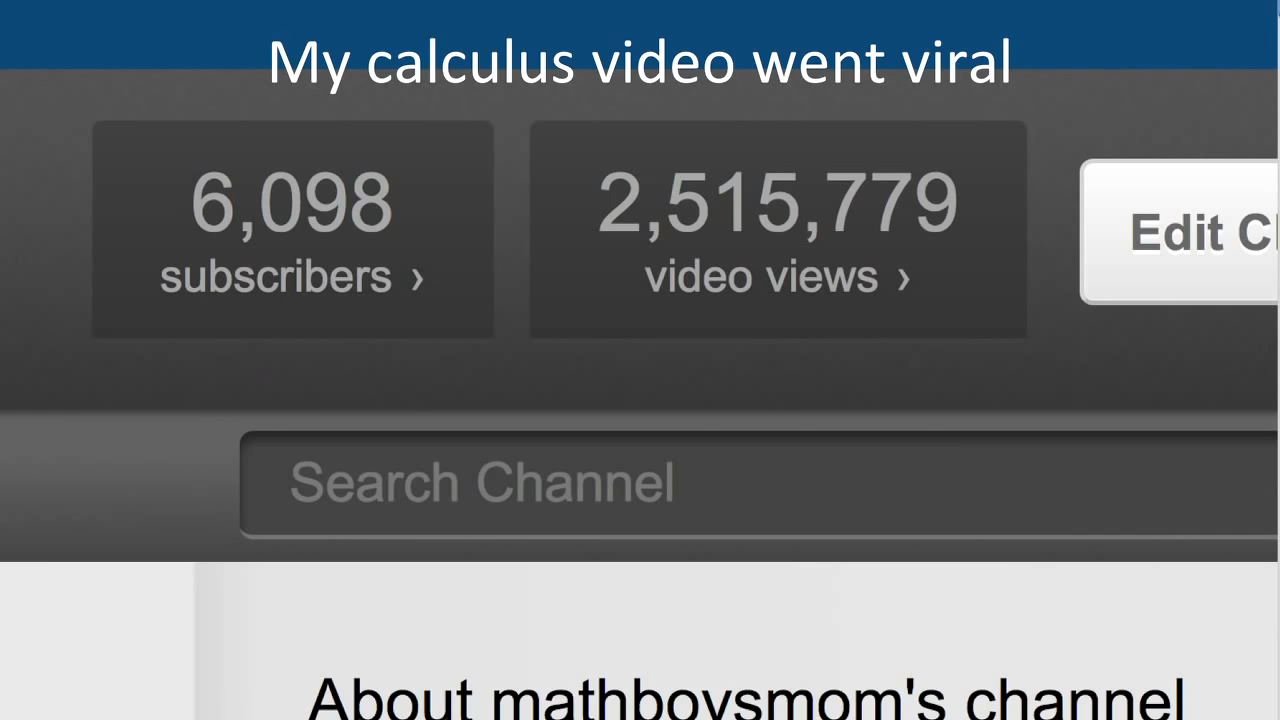 My calculus video went viral
6,098
subscribers ›
2,515,779
video views ›
Edit C
Search Channel
About mathboysmom's channel